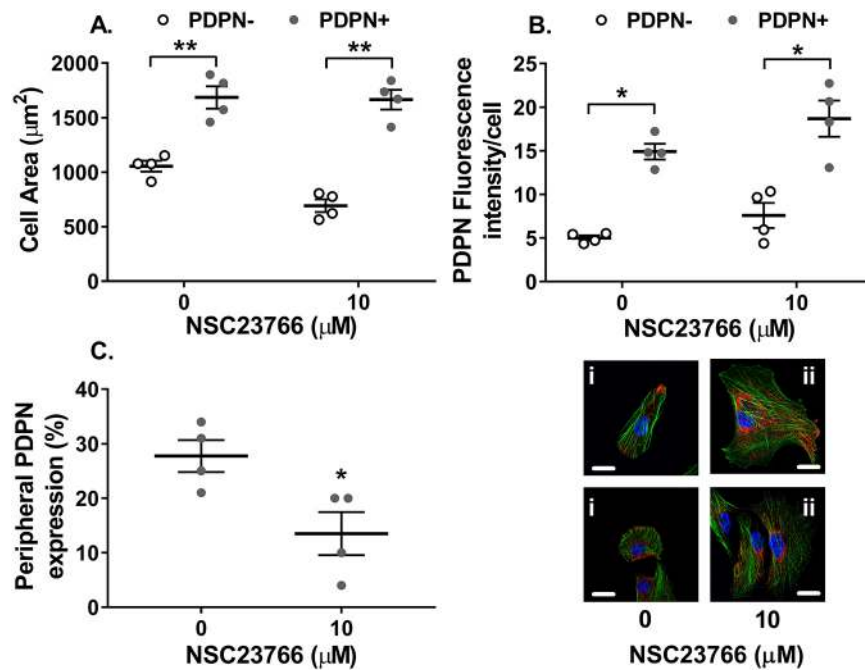 A.
PDPN-
PDPN+
**
**
2000
1500
1000
500
0
Cell Area (μm²)
0
10
NSC23766 (μM)
B.
PDPN-
PDPN+
*
*
25
20
15
10
5
0
PDPN Fluorescence
intensity/cell
0
10
NSC23766 (μM)
C.
40
30
20
10
0
Peripheral PDPN
expression (%)
*
0
10
NSC23766 (μM)
i
ii
i
ii
0
10
NSC23766 (μM)